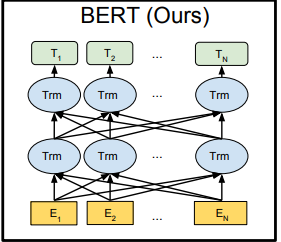 BERT (Ours)
T1 T2 ... TN
Trm Trm ... Trm
Trm Trm ... Trm
E1 E2 ... EN